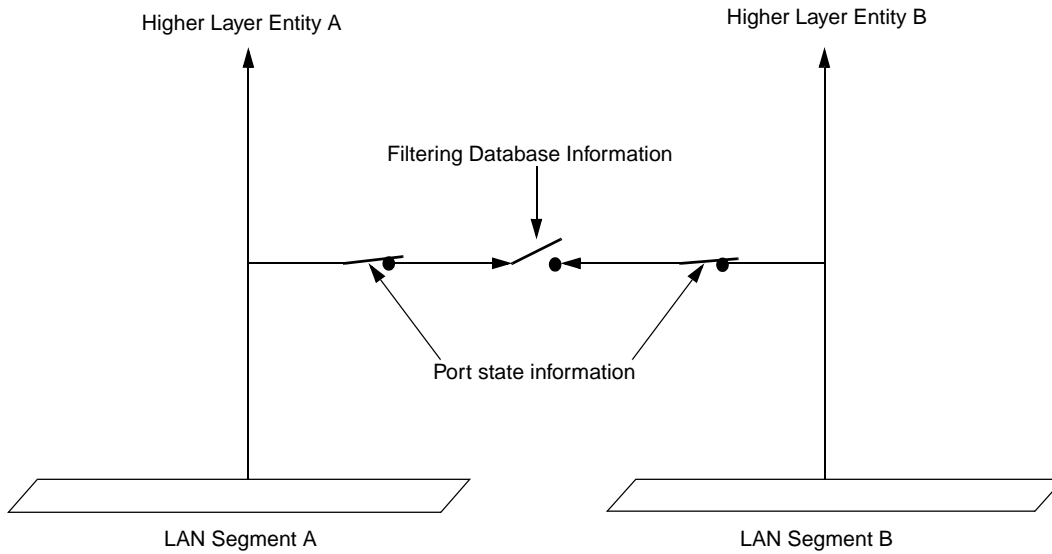 Higher Layer Entity A
Higher Layer Entity B
Filtering Database Information
Port state information
LAN Segment A
LAN Segment B